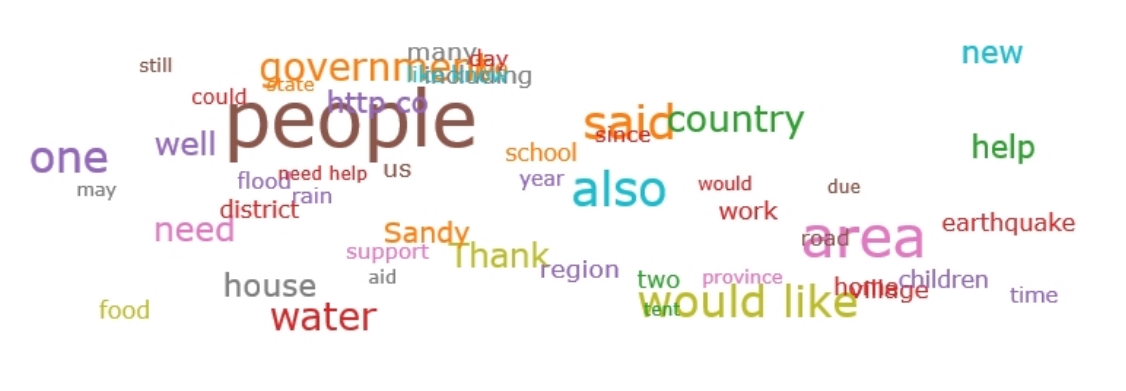 many
day
new
still
government
like know
including
state
could
http co
people
said
country
since
well
one
school
help
need help
us
flood
year
may
also
would
due
rain
district
work
need
Sandy
area
road
earthquake
support
Thank
region
aid
two
province
children
house
home
village
time
would like
food
water
tent